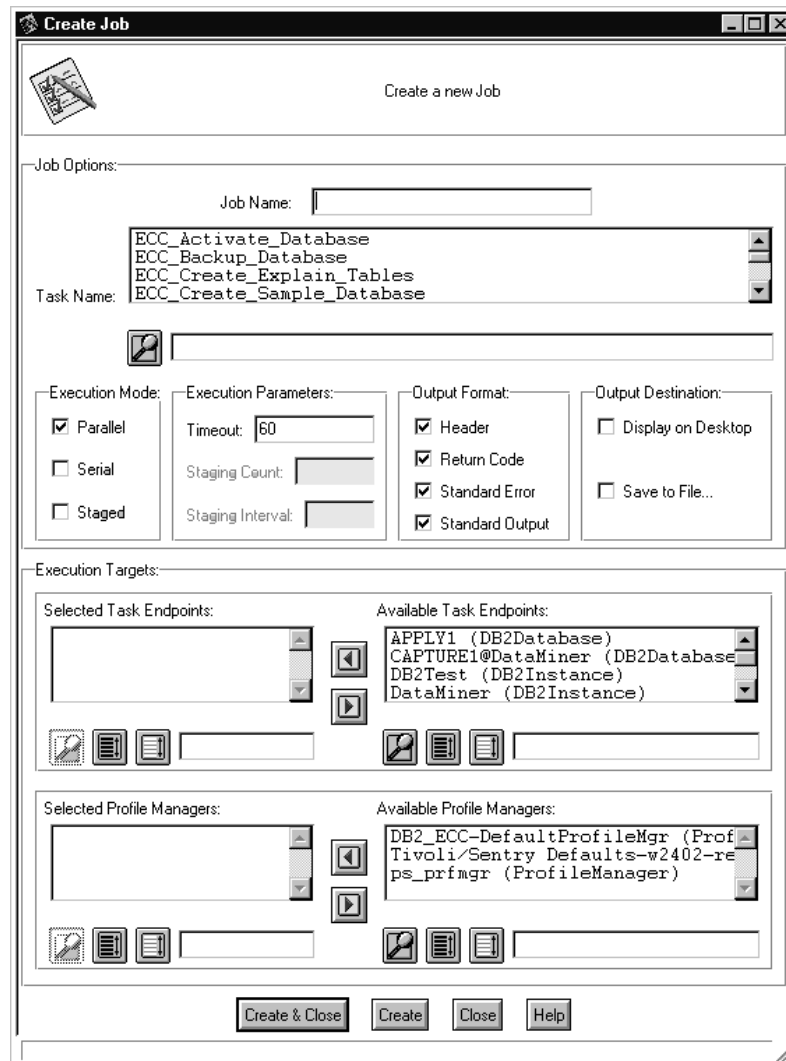 Create Job
Create a new Job
Job Options:
Job Name:
ECC_Activate_Database
ECC_Backup_Database
ECC_Create_Explain_Tables
Task Name: ECC_Create_Sample_Database
Execution Mode: Execution Parameters: Output Format: Output Destination:
Parallel Timeout: 60 Header Display on Desktop
Return Code
Serial Staging Count:
Standard Error Save to File...
Staged Staging Interval: Standard Output
Execution Targets:
Selected Task Endpoints: Available Task Endpoints:
APPLY1 (DB2Database)
CAPTURE1@DataMiner (DB2Database
DB2Test (DB2Instance)
DataMiner (DB2Instance)
Selected Profile Managers: Available Profile Managers:
DB2_ECC-DefaultProfileMgr (Prof
Tivoli/Sentry Defaults-w2402-re
ps_prfmgr (ProfileManager)
Create & Close Create Close Help